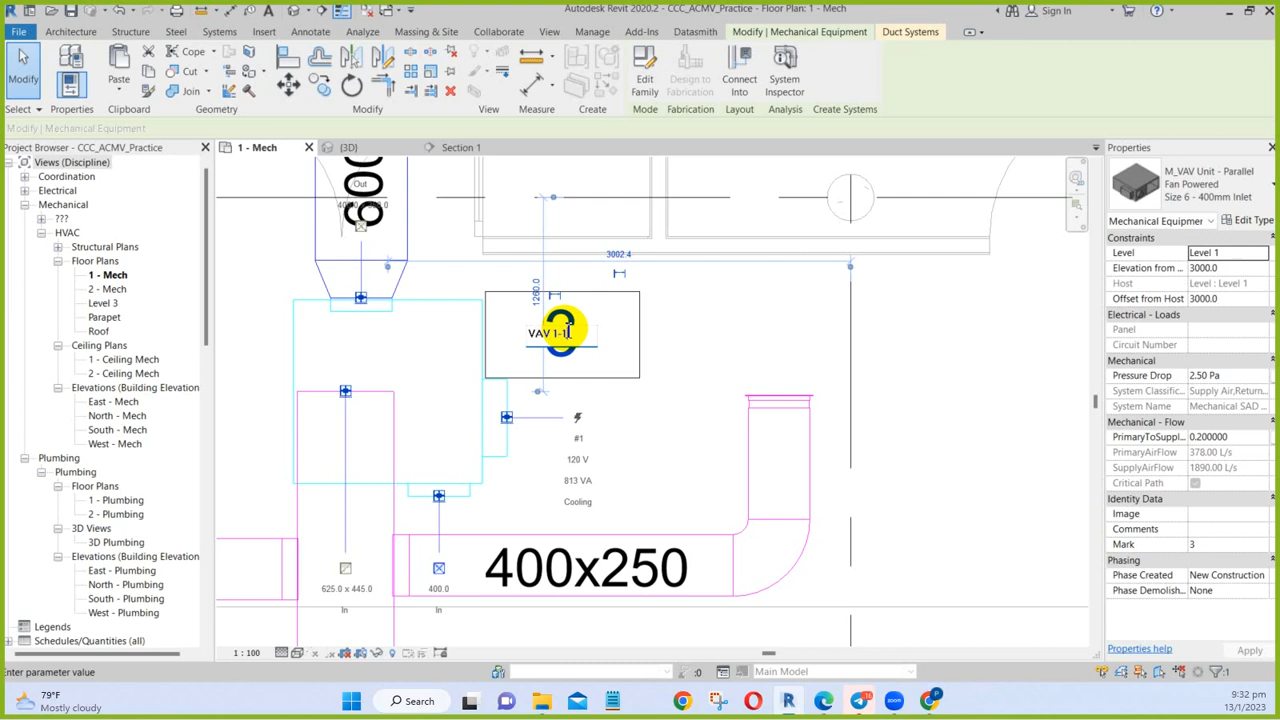 Autodesk Revit 2020.2 - CCC_ACMV_Practice - Floor Plan: 1 - Mech
Sign In
File Architecture Structure Steel Systems Insert Annotate Analyze Massing & Site Collaborate View Manage Add-Ins Datasmith Modify | Mechanical Equipment Duct Systems
Modify
Properties
Paste
Cope
Cut
Join
Edit Family
Design to Fabrication
Connect Into
System Inspector
Select Properties Clipboard Geometry Modify View Measure Create Mode Fabrication Layout Analysis Create Systems
Modify | Mechanical Equipment
Project Browser - CCC_ACMV_Practice
Views (Discipline)
Coordination
Electrical
Mechanical
???
HVAC
Structural Plans
Floor Plans
1 - Mech
2 - Mech
Level 3
Parapet
Roof
Ceiling Plans
1 - Ceiling Mech
2 - Ceiling Mech
Elevations (Building Elevation
East - Mech
North - Mech
South - Mech
West - Mech
Plumbing
Plumbing
Floor Plans
1 - Plumbing
2 - Plumbing
3D Views
3D Plumbing
Elevations (Building Elevation
East - Plumbing
North - Plumbing
South - Plumbing
West - Plumbing
Legends
Schedules/Quantities (all)
1 - Mech
{3D}
Section 1
Out
600
3002.4
1260.0
3
VAV 1-1
#1
120 V
813 VA
Cooling
400x250
625.0 x 445.0
In
400.0
In
Properties
M_VAV Unit - Parallel
Fan Powered
Size 6 - 400mm Inlet
Mechanical Equipmer
Edit Type
Constraints
Level Level 1
Elevation from ... 3000.0
Host Level : Level 1
Offset from Host 3000.0
Electrical - Loads
Panel
Circuit Number
Mechanical
Pressure Drop 2.50 Pa
System Classific... Supply Air,Return...
System Name Mechanical SAD ...
Mechanical - Flow
PrimaryToSuppl... 0.200000
PrimaryAirFlow 378.00 L/s
SupplyAirFlow 1890.00 L/s
Critical Path
Identity Data
Image
Comments
Mark 3
Phasing
Phase Created New Construction
Phase Demolish... None
Properties help
Apply
1 : 100
Enter parameter value
:0
Main Model
:1
79°F
Mostly cloudy
Search
9:32 pm
13/1/2023